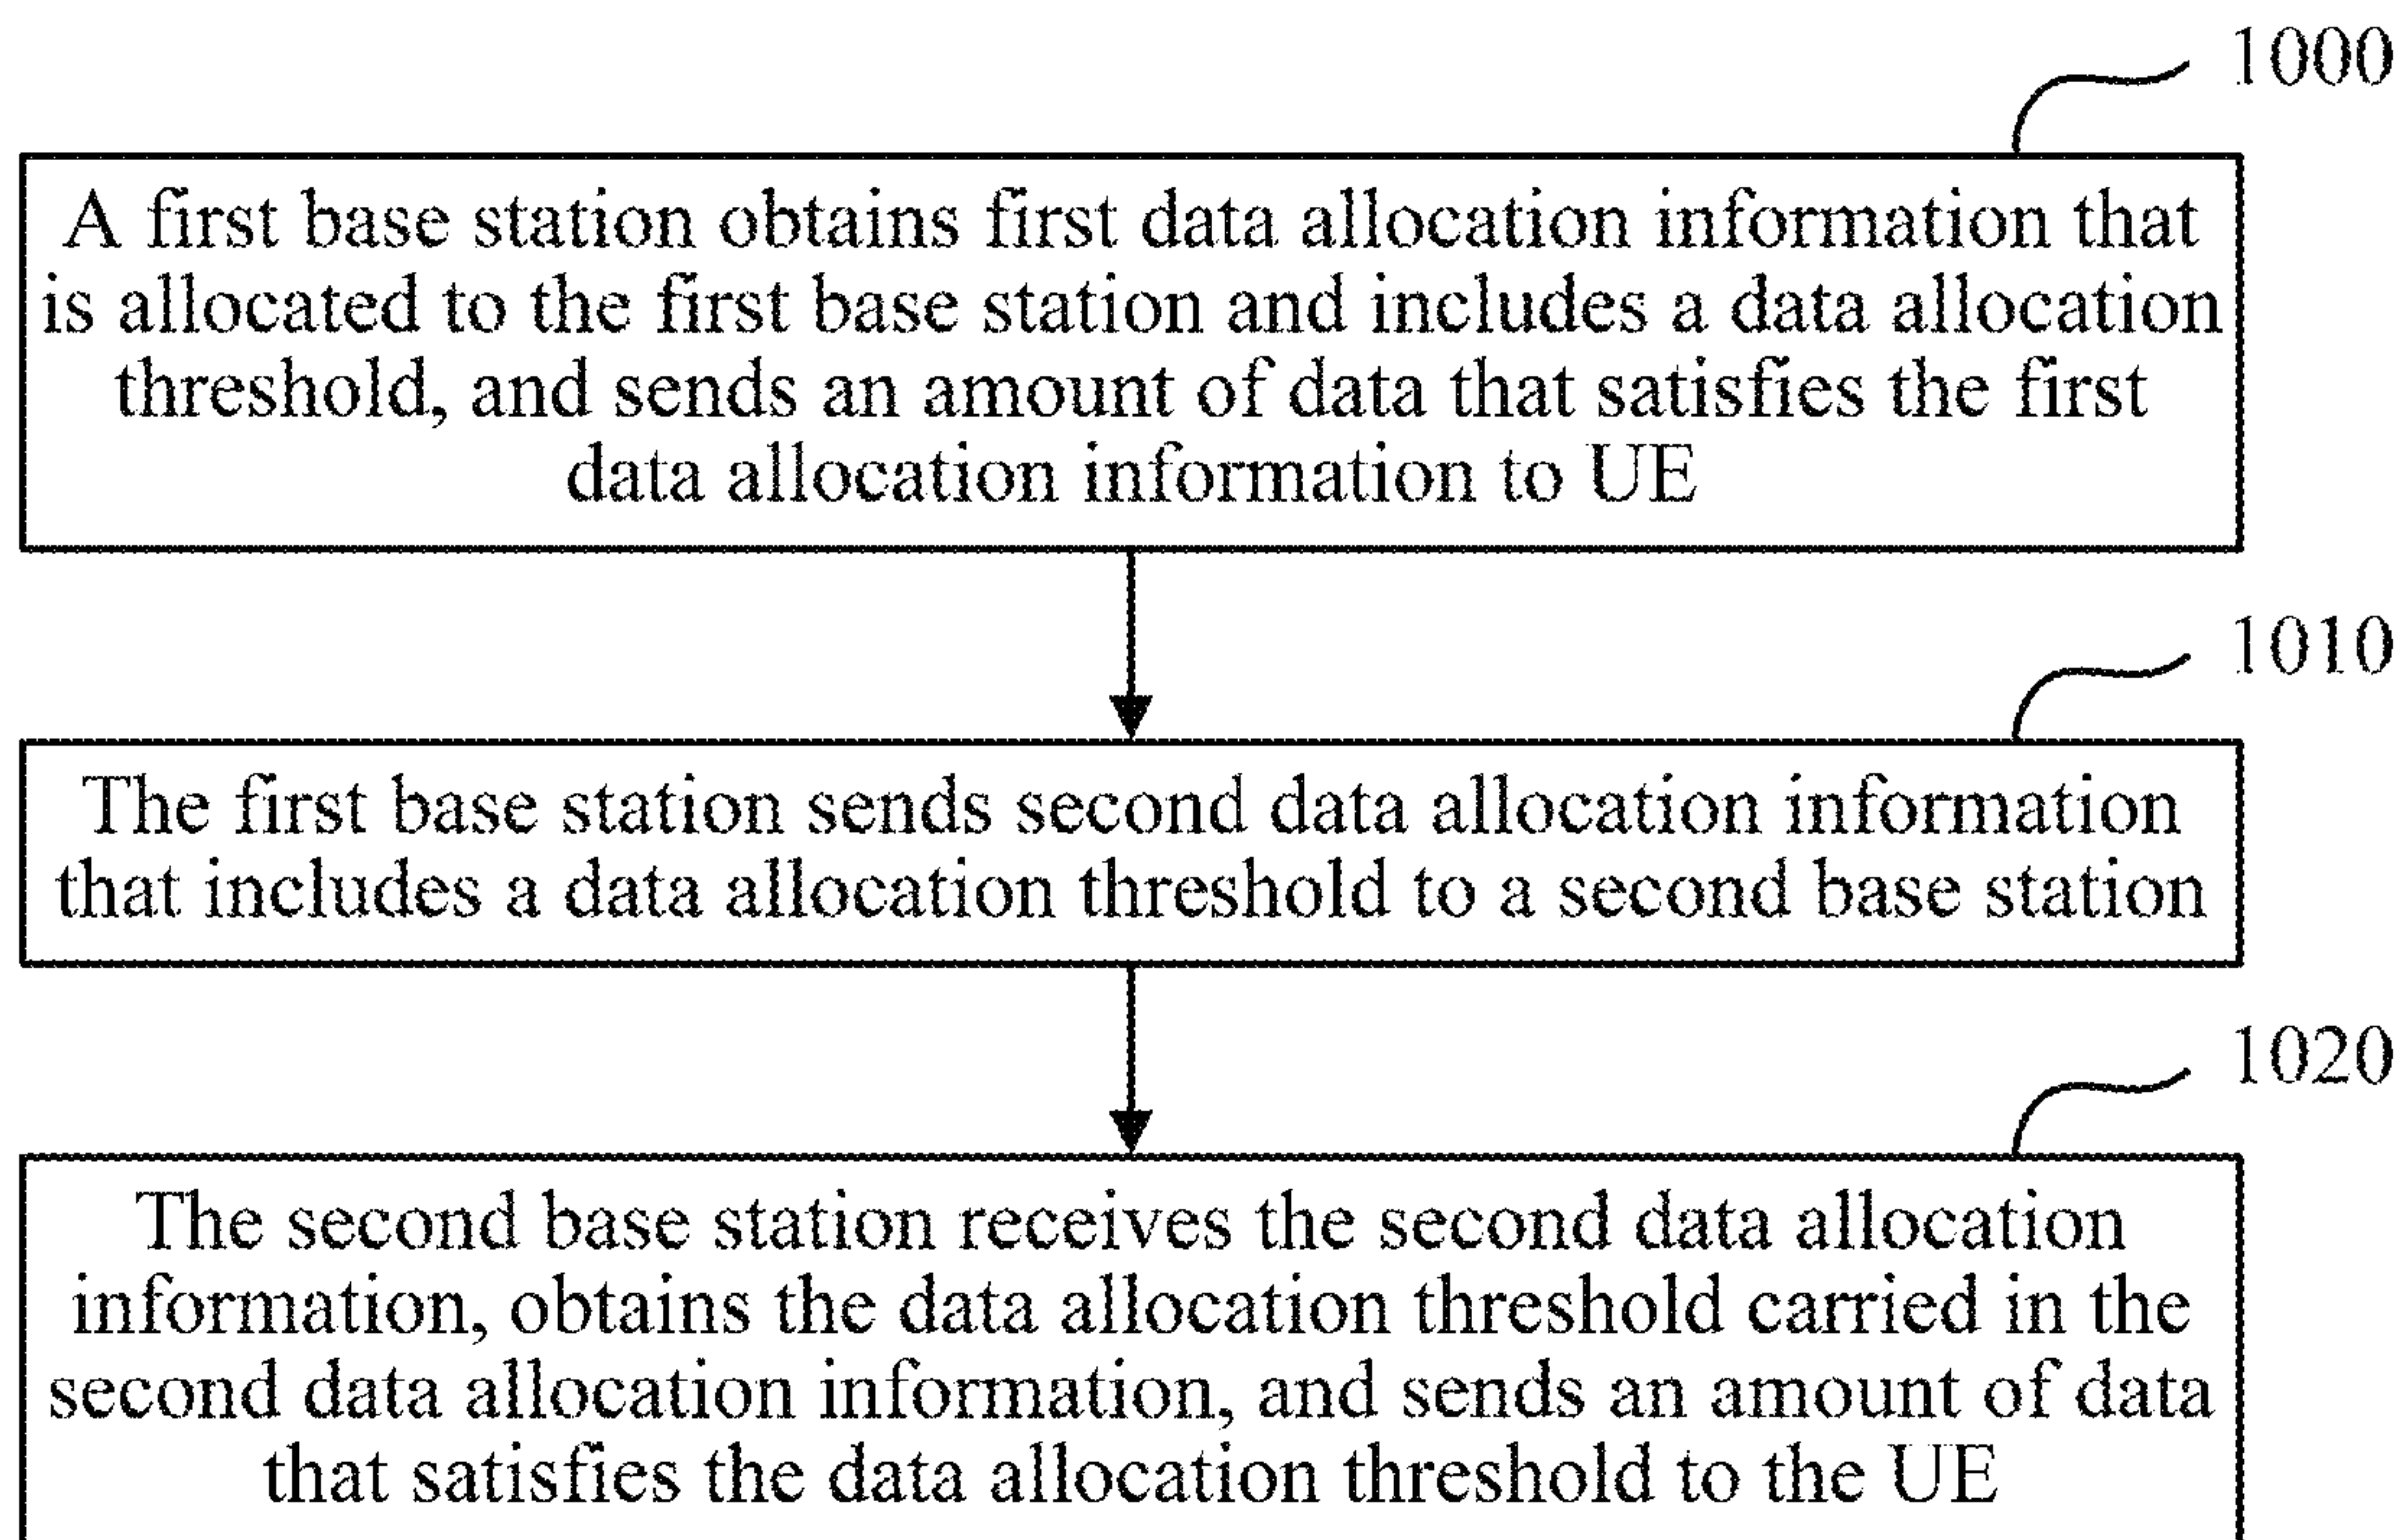 1000
A first base station obtains first data allocation information that
is allocated to the first base station and includes a data allocation
threshold, and sends an amount of data that satisfies the first
data allocation information to UE
1010
The first base station sends second data allocation information
that includes a data allocation threshold to a second base station
1020
The second base station receives the second data allocation
information, obtains the data allocation threshold carried in the
second data allocation information, and sends an amount of data
that satisfies the data allocation threshold to the UE